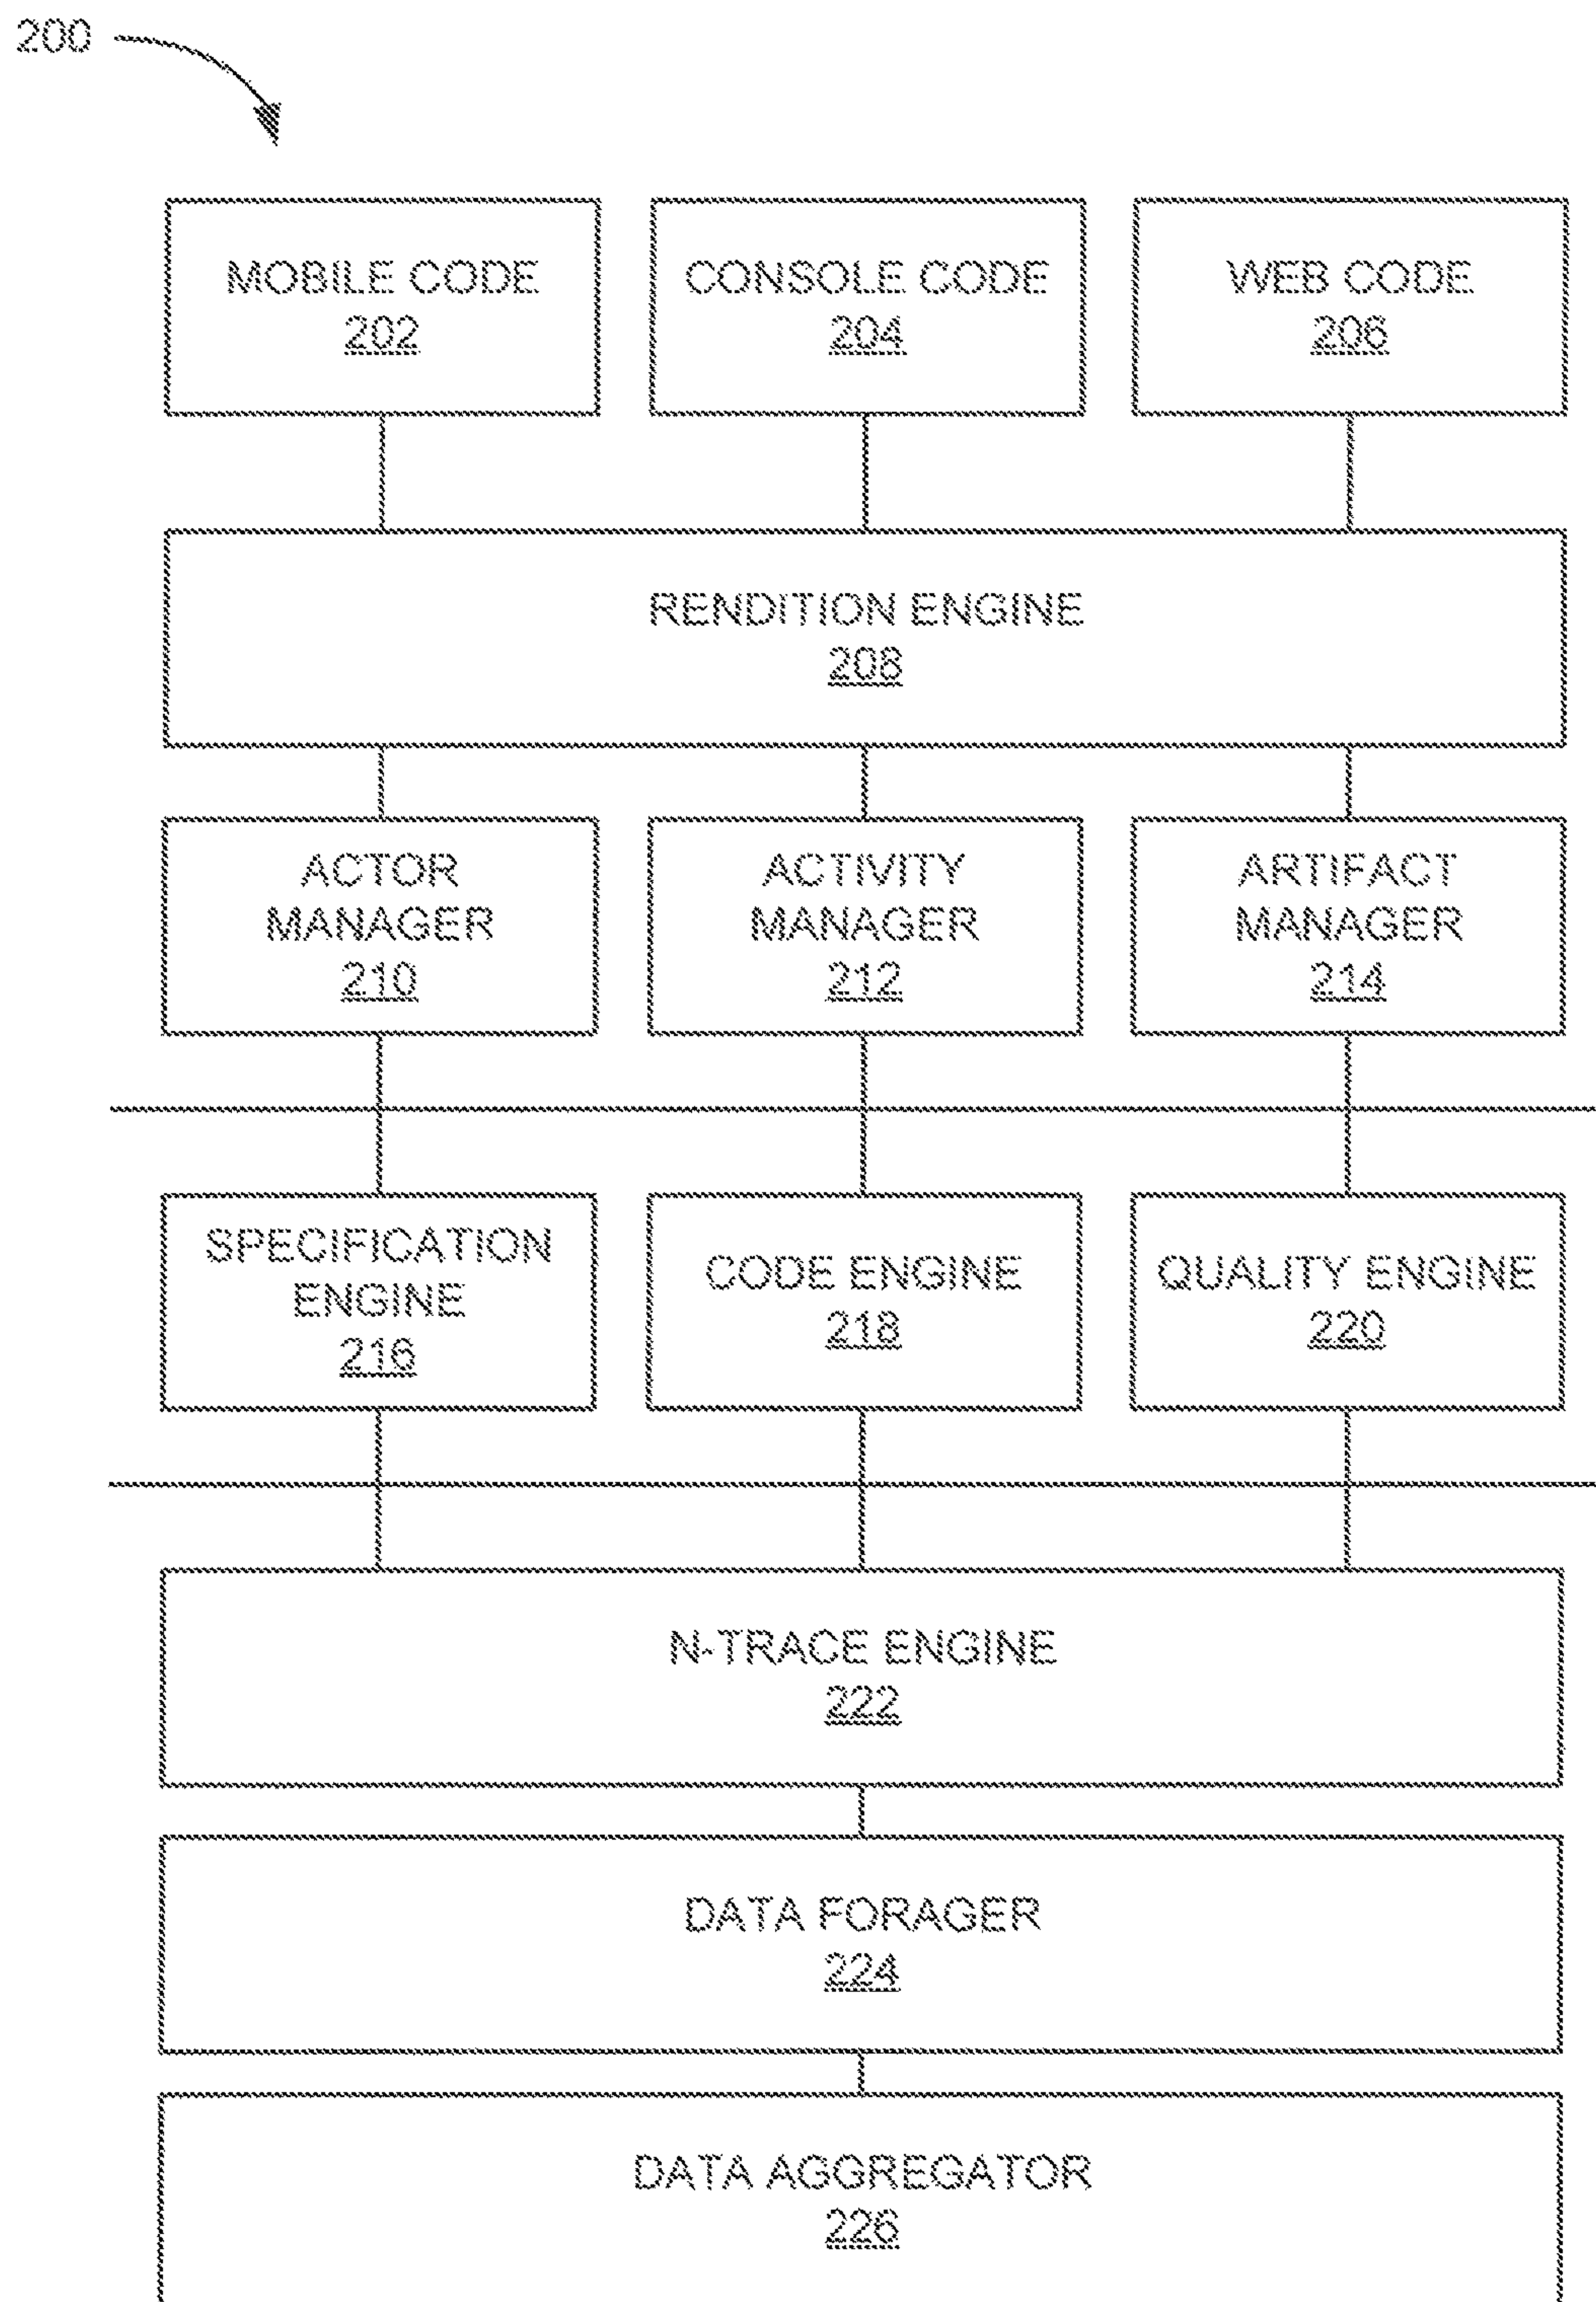 200
MOBILE CODE
202
CONSOLE CODE
204
WEB CODE
206
RENDITION ENGINE
208
ACTOR
MANAGER
210
ACTIVITY
MANAGER
212
ARTIFACT
MANAGER
214
SPECIFICATION
ENGINE
216
CODE ENGINE
218
QUALITY ENGINE
220
N-TRACE ENGINE
222
DATA FORAGER
224
DATA AGGREGATOR
226